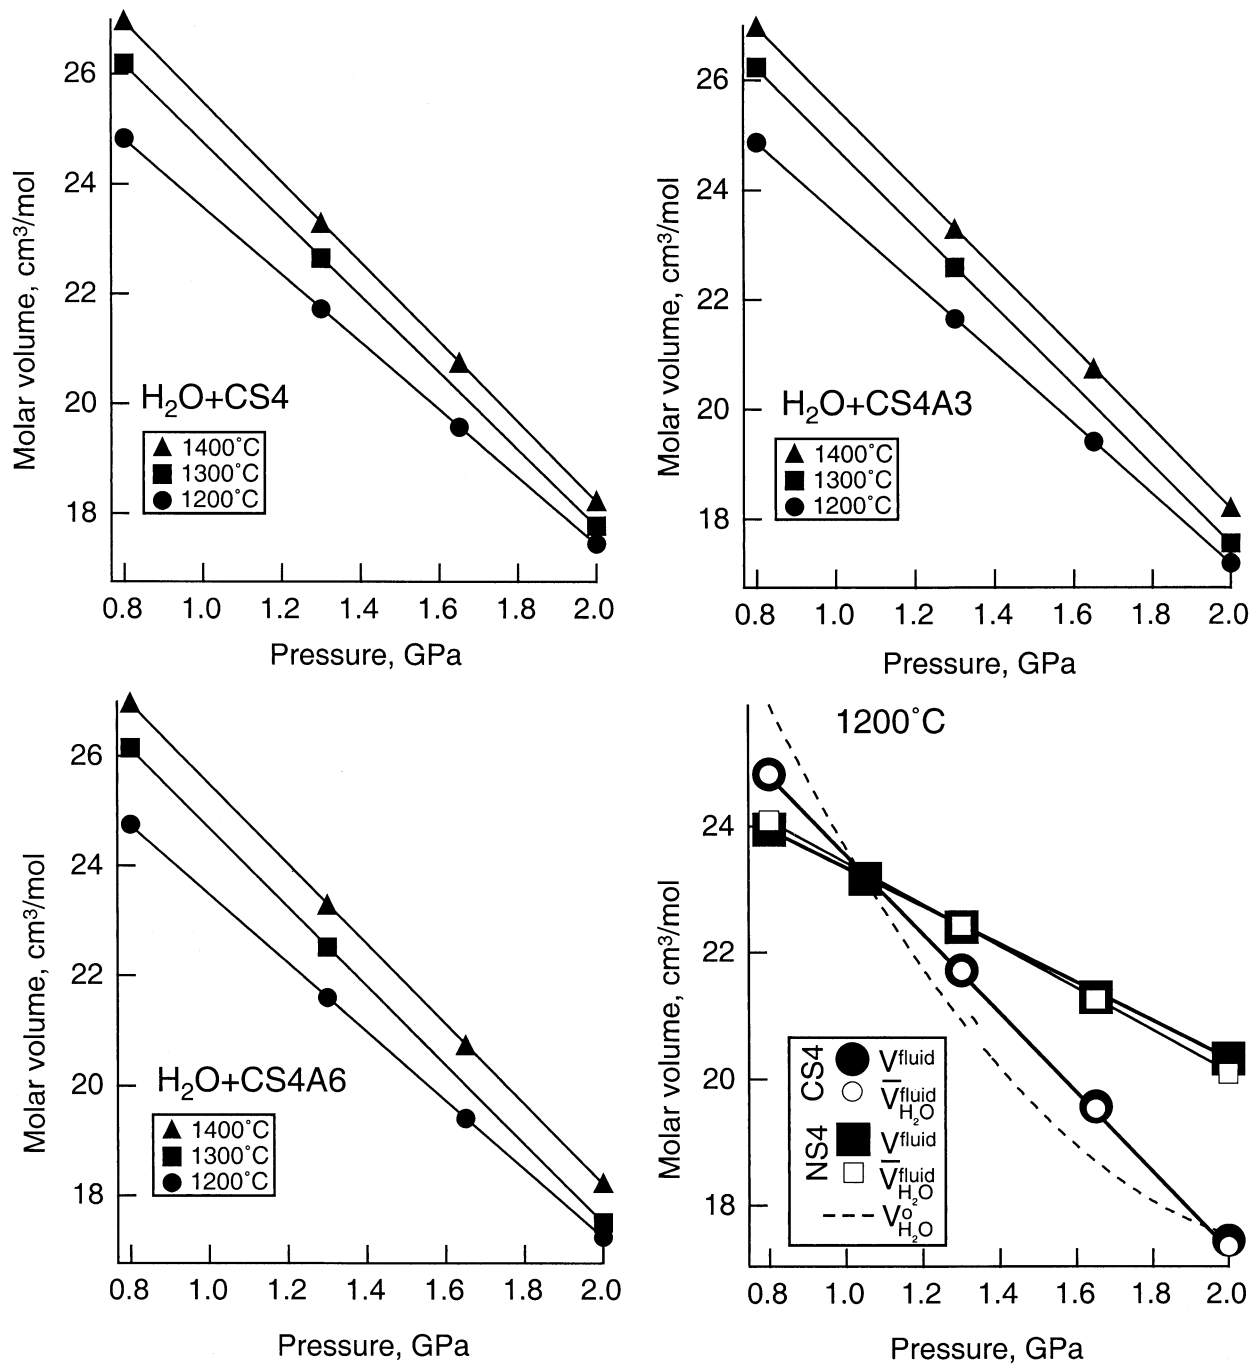 26
24
22
20
18
Molar volume, cm³/mol
H₂O+CS4
1400˚C
1300˚C
1200˚C
0.8 1.0 1.2 1.4 1.6 1.8 2.0
Pressure, GPa
26
24
22
20
18
Molar volume, cm³/mol
H₂O+CS4A3
1400˚C
1300˚C
1200˚C
0.8 1.0 1.2 1.4 1.6 1.8 2.0
Pressure, GPa
26
24
22
20
18
Molar volume, cm³/mol
H₂O+CS4A6
1400˚C
1300˚C
1200˚C
0.8 1.0 1.2 1.4 1.6 1.8 2.0
Pressure, GPa
1200˚C
24
22
20
18
Molar volume, cm³/mol
CS4
V fluid
V̅ fluid H₂O
NS4
V fluid
V̅ fluid H₂O
V o H₂O
0.8 1.0 1.2 1.4 1.6 1.8 2.0
Pressure, GPa